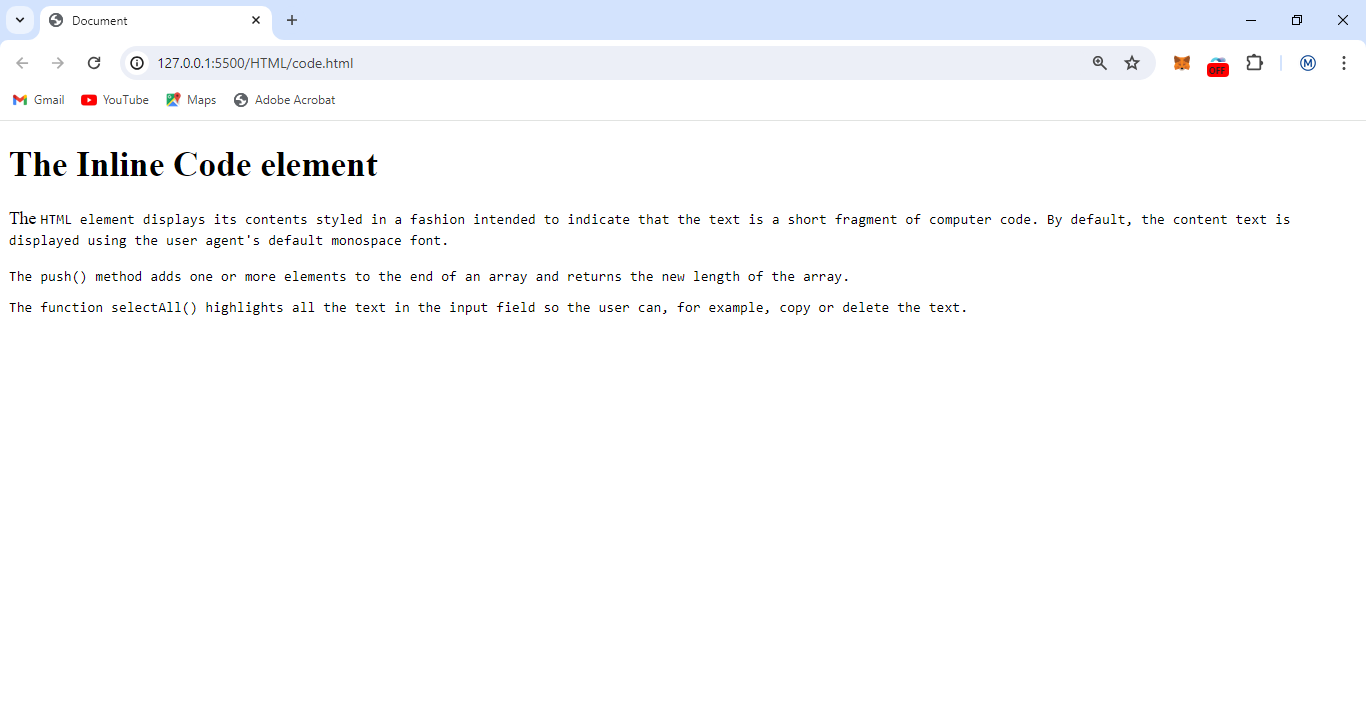 Document
127.0.0.1:5500/HTML/code.html
OFF
M
Gmail YouTube Maps Adobe Acrobat
The Inline Code element
The HTML element displays its contents styled in a fashion intended to indicate that the text is a short fragment of computer code. By default, the content text is
displayed using the user agent's default monospace font.
The push() method adds one or more elements to the end of an array and returns the new length of the array.
The function selectAll() highlights all the text in the input field so the user can, for example, copy or delete the text.